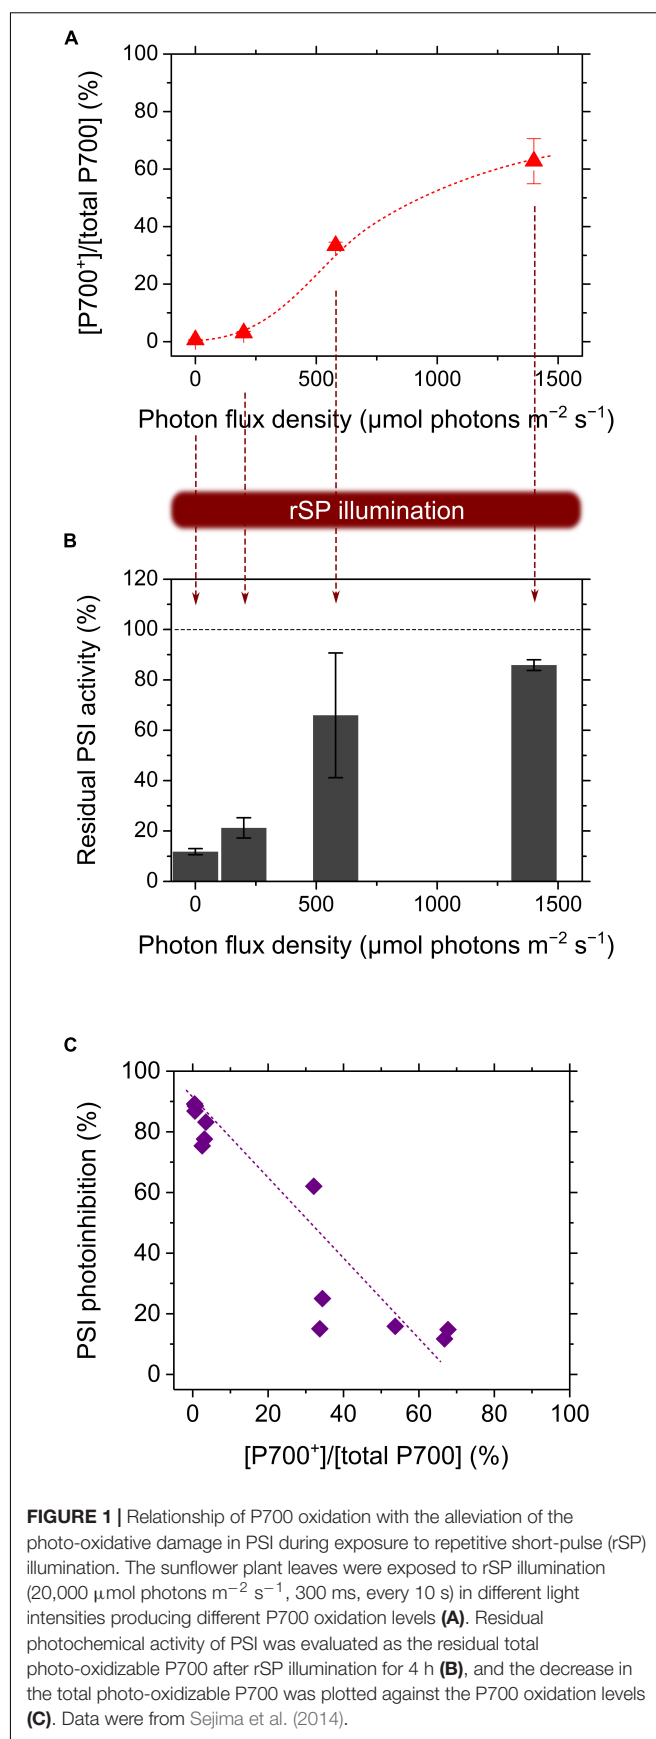 A
[P700⁺]/[total P700] (%)
100
80
60
40
20
0
0 500 1000 1500
Photon flux density (μmol photons m⁻² s⁻¹)
rSP illumination
B
Residual PSI activity (%)
120
100
80
60
40
20
0
0 500 1000 1500
Photon flux density (μmol photons m⁻² s⁻¹)
C
PSI photoinhibition (%)
100
80
60
40
20
0
0 20 40 60 80 100
[P700⁺]/[total P700] (%)
FIGURE 1 | Relationship of P700 oxidation with the alleviation of the
photo-oxidative damage in PSI during exposure to repetitive short-pulse (rSP)
illumination. The sunflower plant leaves were exposed to rSP illumination
(20,000 μmol photons m⁻² s⁻¹, 300 ms, every 10 s) in different light
intensities producing different P700 oxidation levels (A). Residual
photochemical activity of PSI was evaluated as the residual total
photo-oxidizable P700 after rSP illumination for 4 h (B), and the decrease in
the total photo-oxidizable P700 was plotted against the P700 oxidation levels
(C). Data were from Sejima et al. (2014).